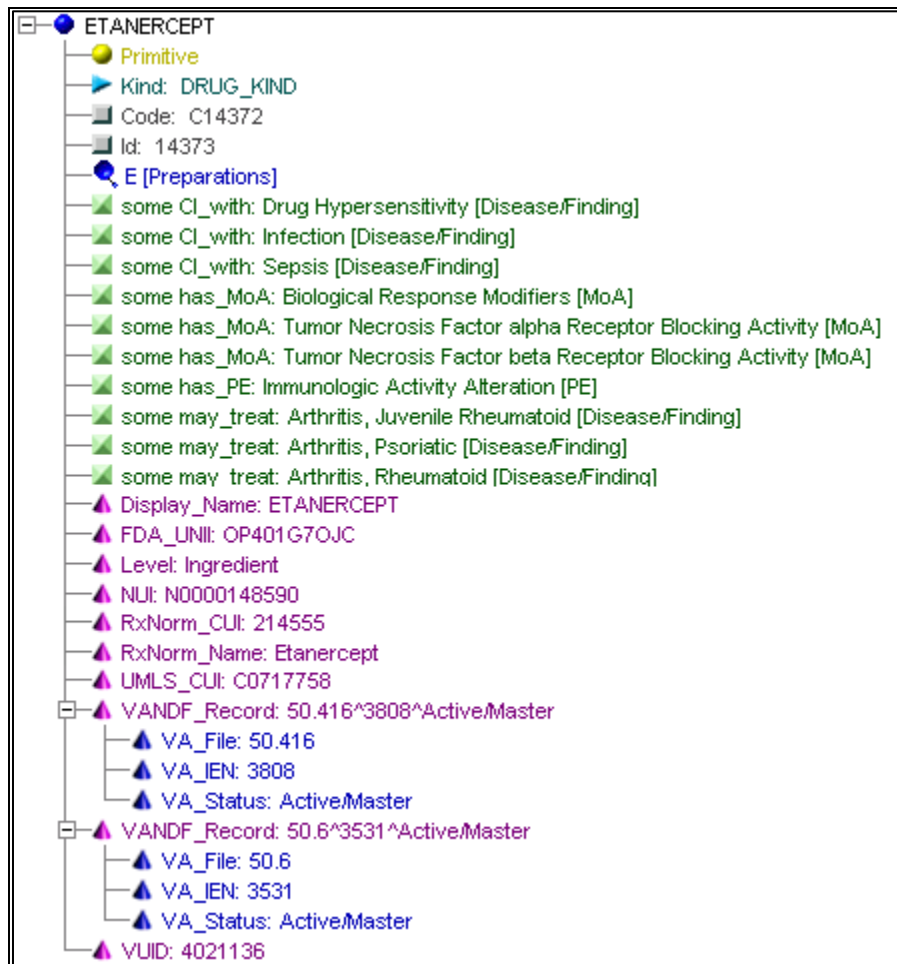 ETANERCEPT
Primitive
Kind: DRUG_KIND
Code: C14372
Id: 14373
E [Preparations]
some CI_with: Drug Hypersensitivity [Disease/Finding]
some CI_with: Infection [Disease/Finding]
some CI_with: Sepsis [Disease/Finding]
some has_MoA: Biological Response Modifiers [MoA]
some has_MoA: Tumor Necrosis Factor alpha Receptor Blocking Activity [MoA]
some has_MoA: Tumor Necrosis Factor beta Receptor Blocking Activity [MoA]
some has_PE: Immunologic Activity Alteration [PE]
some may_treat: Arthritis, Juvenile Rheumatoid [Disease/Finding]
some may_treat: Arthritis, Psoriatic [Disease/Finding]
some may_treat: Arthritis, Rheumatoid [Disease/Finding]
Display_Name: ETANERCEPT
FDA_UNII: OP401G7OJC
Level: Ingredient
NUI: N0000148590
RxNorm_CUI: 214555
RxNorm_Name: Etanercept
UMLS_CUI: C0717758
VANDF_Record: 50.416^3808^Active/Master
VA_File: 50.416
VA_IEN: 3808
VA_Status: Active/Master
VANDF_Record: 50.6^3531^Active/Master
VA_File: 50.6
VA_IEN: 3531
VA_Status: Active/Master
VUID: 4021136